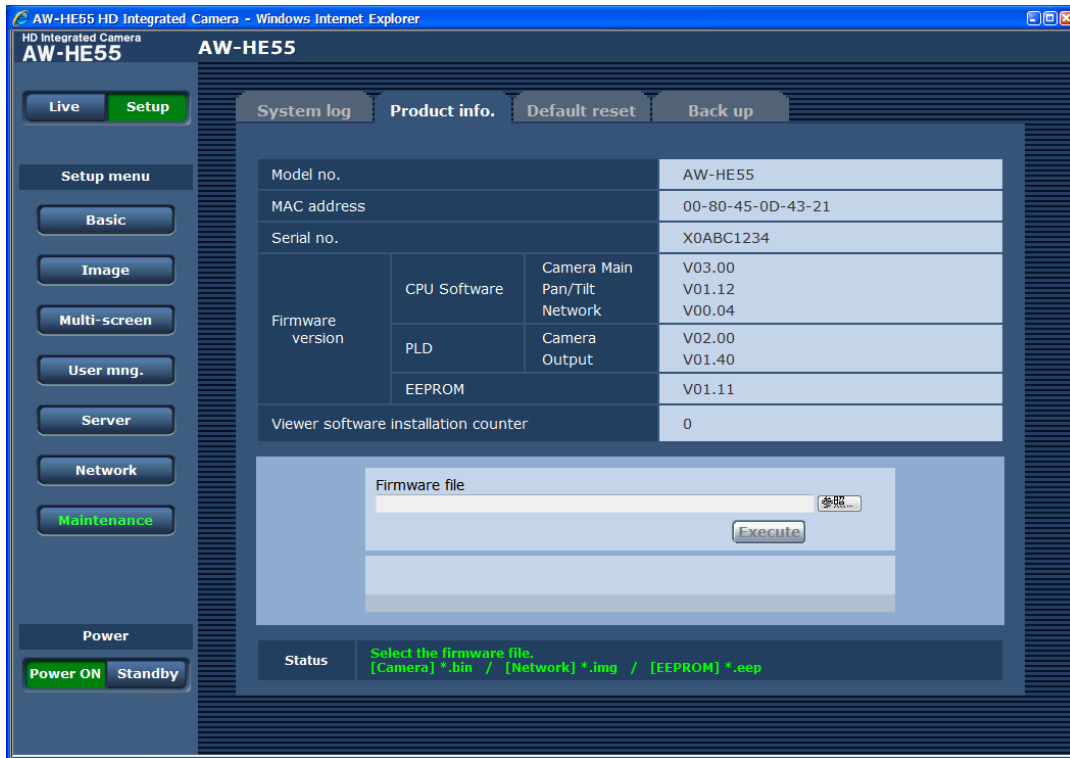 AW-HE55 HD Integrated Camera - Windows Internet Explorer
HD Integrated Camera
AW-HE55
AW-HE55
Live
Setup
System log
Product info.
Default reset
Back up
Setup menu
Basic
Image
Multi-screen
User mng.
Server
Network
Maintenance
Power
Power ON
Standby
Model no. AW-HE55
MAC address 00-80-45-0D-43-21
Serial no. X0ABC1234
Firmware version
CPU Software
Camera Main V03.00
Pan/Tilt V01.12
Network V00.04
PLD
Camera V02.00
Output V01.40
EEPROM V01.11
Viewer software installation counter 0
Firmware file
参照...
Execute
Status
Select the firmware file.
[Camera] *.bin / [Network] *.img / [EEPROM] *.eep